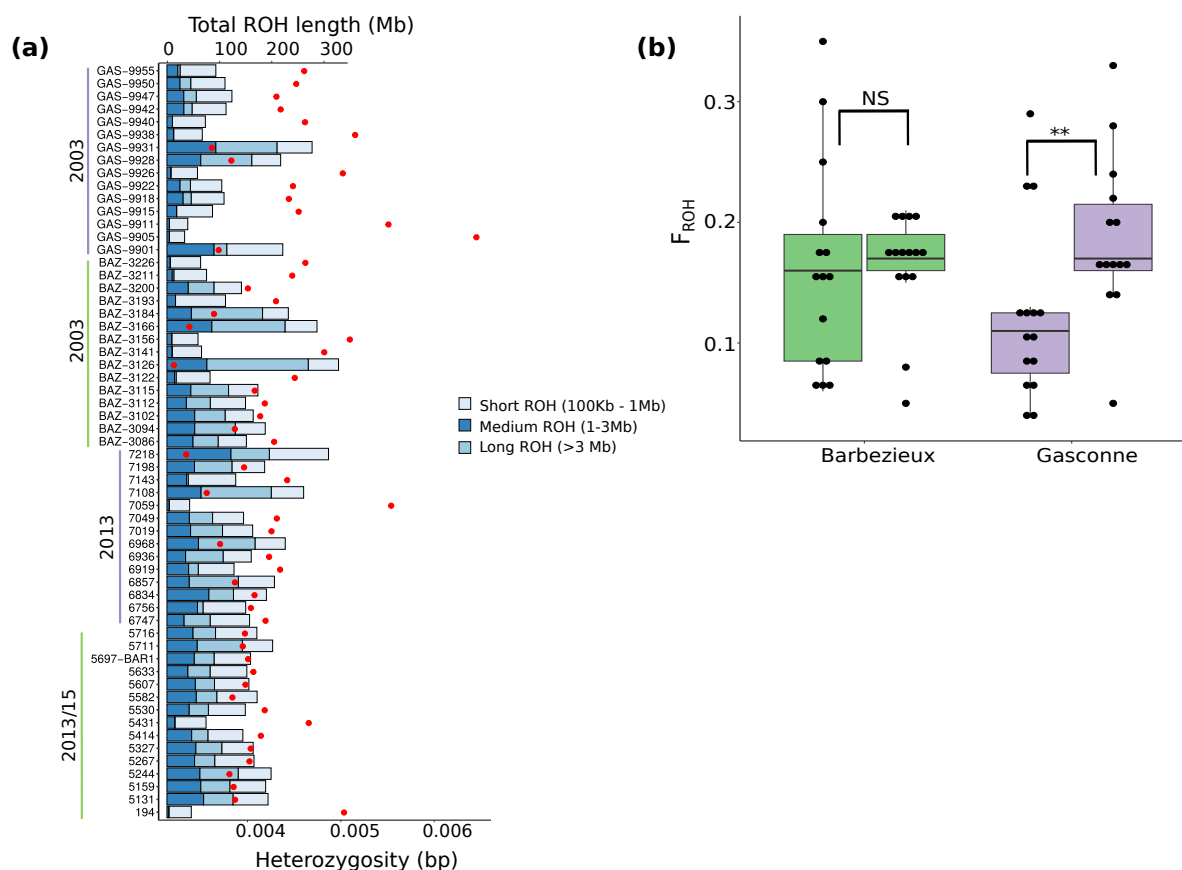 (a)
Total ROH length (Mb)
0 100 200 300
GAS-9955
GAS-9950
GAS-9947
GAS-9942
GAS-9940
GAS-9938
GAS-9931
GAS-9928
GAS-9926
GAS-9922
GAS-9918
GAS-9915
GAS-9911
GAS-9905
GAS-9901
BAZ-3226
BAZ-3211
BAZ-3200
BAZ-3193
BAZ-3184
BAZ-3166
BAZ-3156
BAZ-3141
BAZ-3126
BAZ-3122
BAZ-3115
BAZ-3112
BAZ-3102
BAZ-3094
BAZ-3086
7218
7198
7143
7108
7059
7049
7019
6968
6936
6919
6857
6834
6756
6747
5716
5711
5697-BAR1
5633
5607
5582
5530
5431
5414
5327
5267
5244
5159
5131
194
2003
2003
2013
2013/15
Short ROH (100Kb - 1Mb)
Medium ROH (1-3Mb)
Long ROH (>3 Mb)
0.004 0.005 0.006
Heterozygosity (bp)
(b)
FROH
0.3
0.2
0.1
NS
**
Barbezieux Gasconne